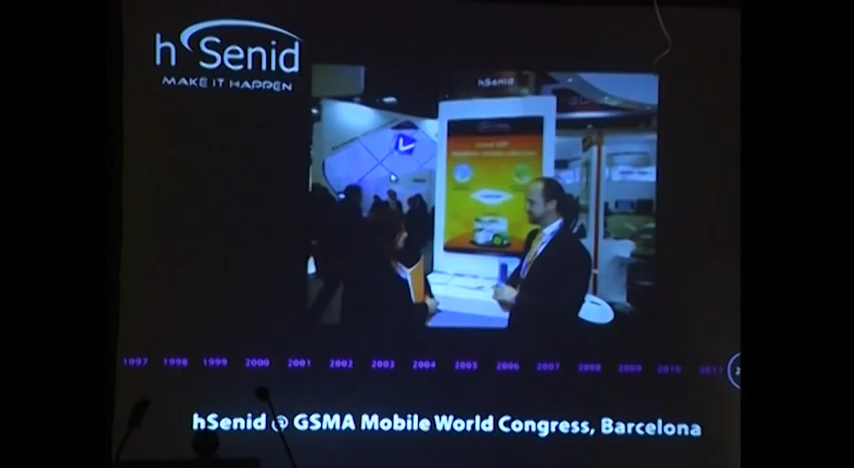 hSenid
MAKE IT HAPPEN
hSenid
1997 1998 1999 2000 2001 2002 2003 2004 2005 2006 2007 2008 2009 2010 2011
hSenid @ GSMA Mobile World Congress, Barcelona